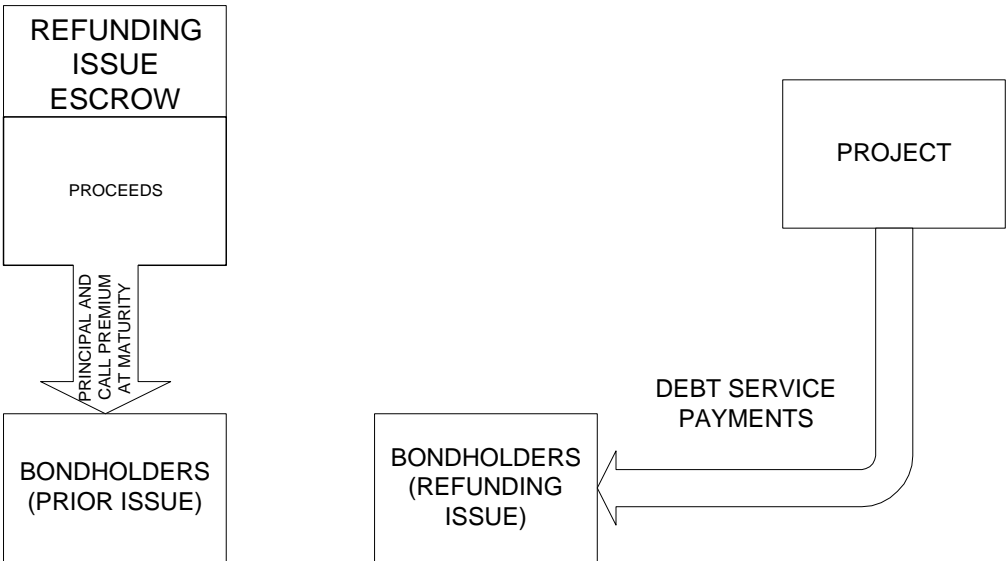 REFUNDING
ISSUE
ESCROW
PROCEEDS
PRINCIPAL AND
CALL PREMIUM
AT MATURITY
BONDHOLDERS
(PRIOR ISSUE)
PROJECT
DEBT SERVICE
PAYMENTS
BONDHOLDERS
(REFUNDING
ISSUE)